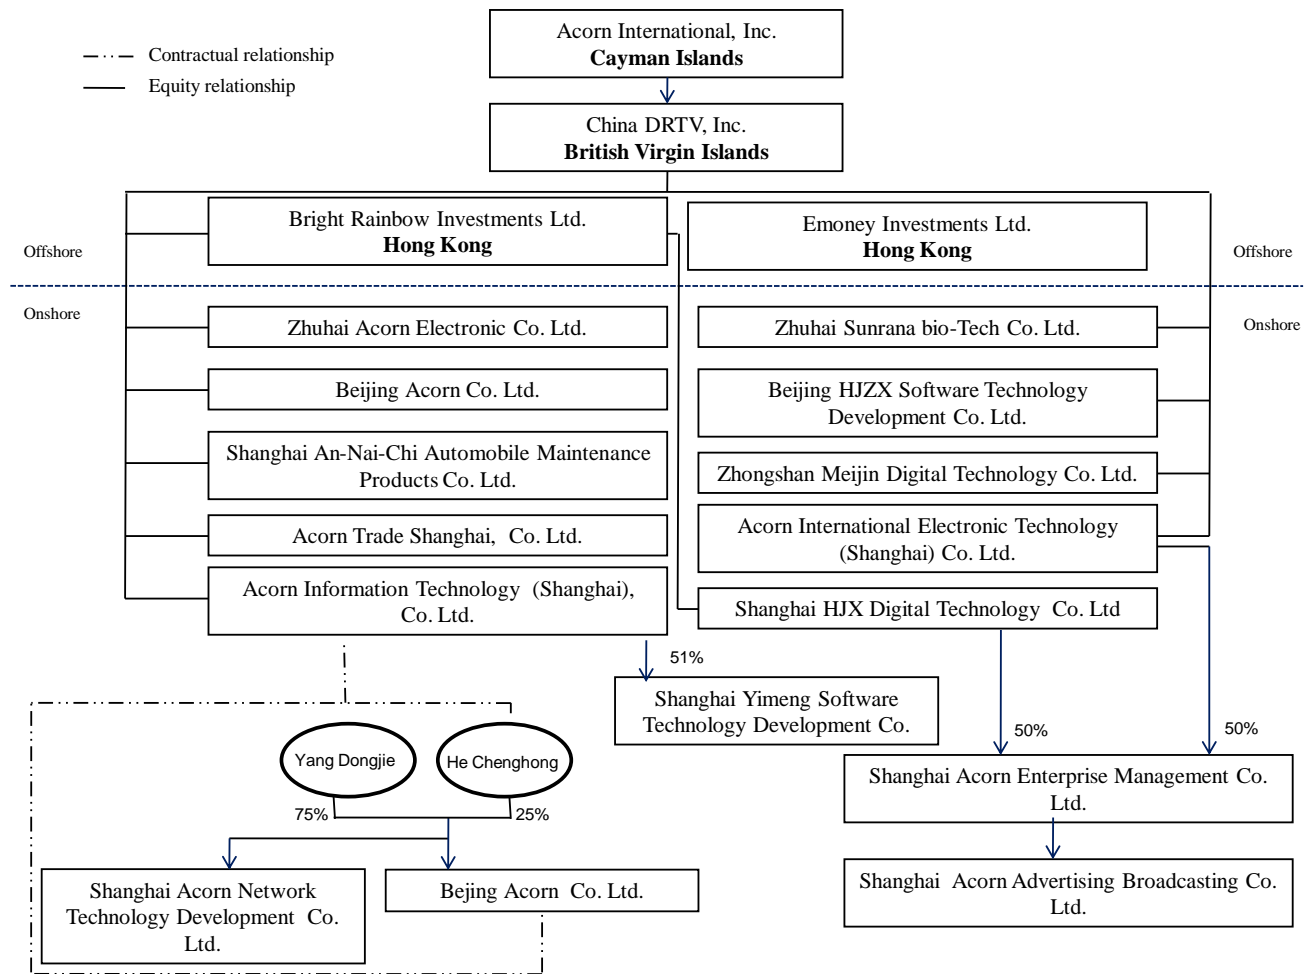 Acorn International, Inc.
Cayman Islands
Contractual relationship
Equity relationship
China DRTV, Inc.
British Virgin Islands
Bright Rainbow Investments Ltd.
Hong Kong
Emoney Investments Ltd.
Hong Kong
Offshore
Offshore
Onshore
Onshore
Zhuhai Acorn Electronic Co. Ltd.
Zhuhai Sunrana bio-Tech Co. Ltd.
Beijing Acorn Co. Ltd.
Beijing HJZX Software Technology
Development Co. Ltd.
Shanghai An-Nai-Chi Automobile Maintenance
Products Co. Ltd.
Zhongshan Meijin Digital Technology Co. Ltd.
Acorn Trade Shanghai, Co. Ltd.
Acorn International Electronic Technology
(Shanghai) Co. Ltd.
Acorn Information Technology (Shanghai),
Co. Ltd.
Shanghai HJX Digital Technology Co. Ltd
51%
Shanghai Yimeng Software
Technology Development Co.
50%
50%
Yang Dongjie
He Chenghong
75%
25%
Shanghai Acorn Enterprise Management Co.
Ltd.
Shanghai Acorn Network
Technology Development Co.
Ltd.
Bejing Acorn Co. Ltd.
Shanghai Acorn Advertising Broadcasting Co.
Ltd.